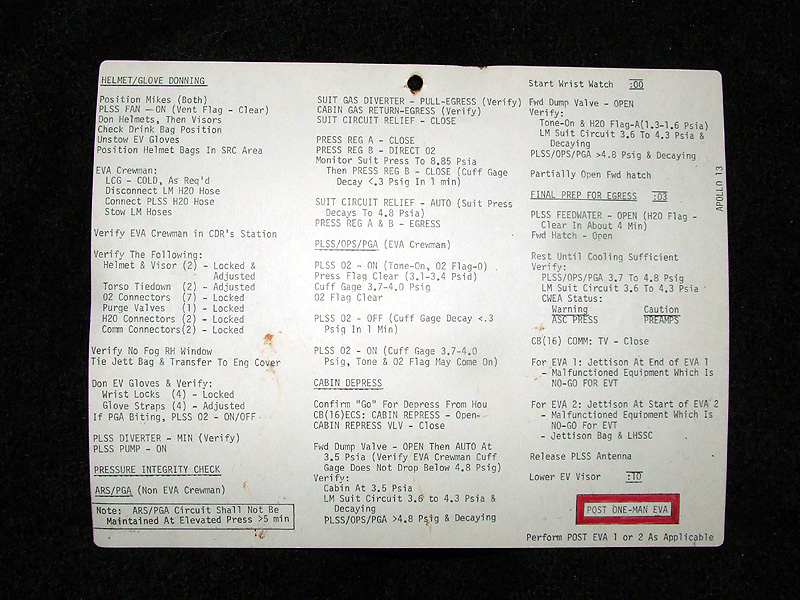 HELMET/GLOVE DONNING
Position Mikes (Both)
PLSS FAN - ON (Vent Flag - Clear)
Don Helmets, Then Visors
Check Drink Bag Position
Unstow EV Gloves
Position Helmet Bags In SRC Area
EVA Crewman:
LCG - COLD, As Req'd
Disconnect LM H2O Hose
Connect PLSS H2O Hose
Stow LM Hoses
Verify EVA Crewman in CDR's Station
Verify The Following:
Helmet & Visor (2) - Locked &
Adjusted
Torso Tiedown (2) - Adjusted
O2 Connectors (7) - Locked
Purge Valves (1) - Locked
H2O Connectors (2) - Locked
Comm Connectors(2) - Locked
Verify No Fog RH Window
Tie Jett Bag & Transfer To Eng Cover
Don EV Gloves & Verify:
Wrist Locks (4) - Locked
Glove Straps (4) - Adjusted
If PGA Biting, PLSS O2 - ON/OFF
PLSS DIVERTER - MIN (Verify)
PLSS PUMP - ON
PRESSURE INTEGRITY CHECK
ARS/PGA (Non EVA Crewman)
Note: ARS/PGA Circuit Shall Not Be
Maintained At Elevated Press >5 min
SUIT GAS DIVERTER - PULL-EGRESS (Verify)
CABIN GAS RETURN-EGRESS (Verify)
SUIT CIRCUIT RELIEF - CLOSE
PRESS REG A - CLOSE
PRESS REG B - DIRECT O2
Monitor Suit Press To 8.85 Psia
Then PRESS REG B - CLOSE (Cuff Gage
Decay <.3 Psig In 1 min)
SUIT CIRCUIT RELIEF - AUTO (Suit Press
Decays To 4.8 Psia)
PRESS REG A & B - EGRESS
PLSS/OPS/PGA (EVA Crewman)
PLSS O2 - ON (Tone-On, O2 Flag-O)
Press Flag Clear (3.1-3.4 Psid)
Cuff Gage 3.7-4.0 Psig
O2 Flag Clear
PLSS O2 - OFF (Cuff Gage Decay <.3
Psig In 1 Min)
PLSS O2 - ON (Cuff Gage 3.7-4.0
Psig, Tone & O2 Flag May Come On)
CABIN DEPRESS
Confirm "Go" For Depress From Hou
CB(16)ECS: CABIN REPRESS - Open
CABIN REPRESS VLV - Close
Fwd Dump Valve - OPEN Then AUTO At
3.5 Psia (Verify EVA Crewman Cuff
Gage Does Not Drop Below 4.8 Psig)
Verify:
Cabin At 3.5 Psia
LM Suit Circuit 3.6 to 4.3 Psia &
Decaying
PLSS/OPS/PGA >4.8 Psig & Decaying
Start Wrist Watch :00
Fwd Dump Valve - OPEN
Verify:
Tone-On & H2O Flag-A(1.3-1.6 Psia)
LM Suit Circuit 3.6 To 4.3 Psia &
Decaying
PLSS/OPS/PGA >4.8 Psig & Decaying
Partially Open Fwd hatch
FINAL PREP FOR EGRESS :03
PLSS FEEDWATER - OPEN (H2O Flag -
Clear In About 4 Min)
Fwd Hatch - Open
Rest Until Cooling Sufficient
Verify:
PLSS/OPS/PGA 3.7 To 4.8 Psig
LM Suit Circuit 3.6 To 4.3 Psia
CWEA Status:
Warning Caution
ASC PRESS PREAMPS
CB(16) COMM: TV - Close
For EVA 1: Jettison At End of EVA 1
- Malfunctioned Equipment Which Is
NO-GO FOR EVT
For EVA 2: Jettison At Start of EVA 2
- Malfunctioned Equipment Which Is
NO-GO For EVT
- Jettison Bag & LHSSC
Release PLSS Antenna
Lower EV Visor :10
POST ONE-MAN EVA
Perform POST EVA 1 or 2 As Applicable
APOLLO 13